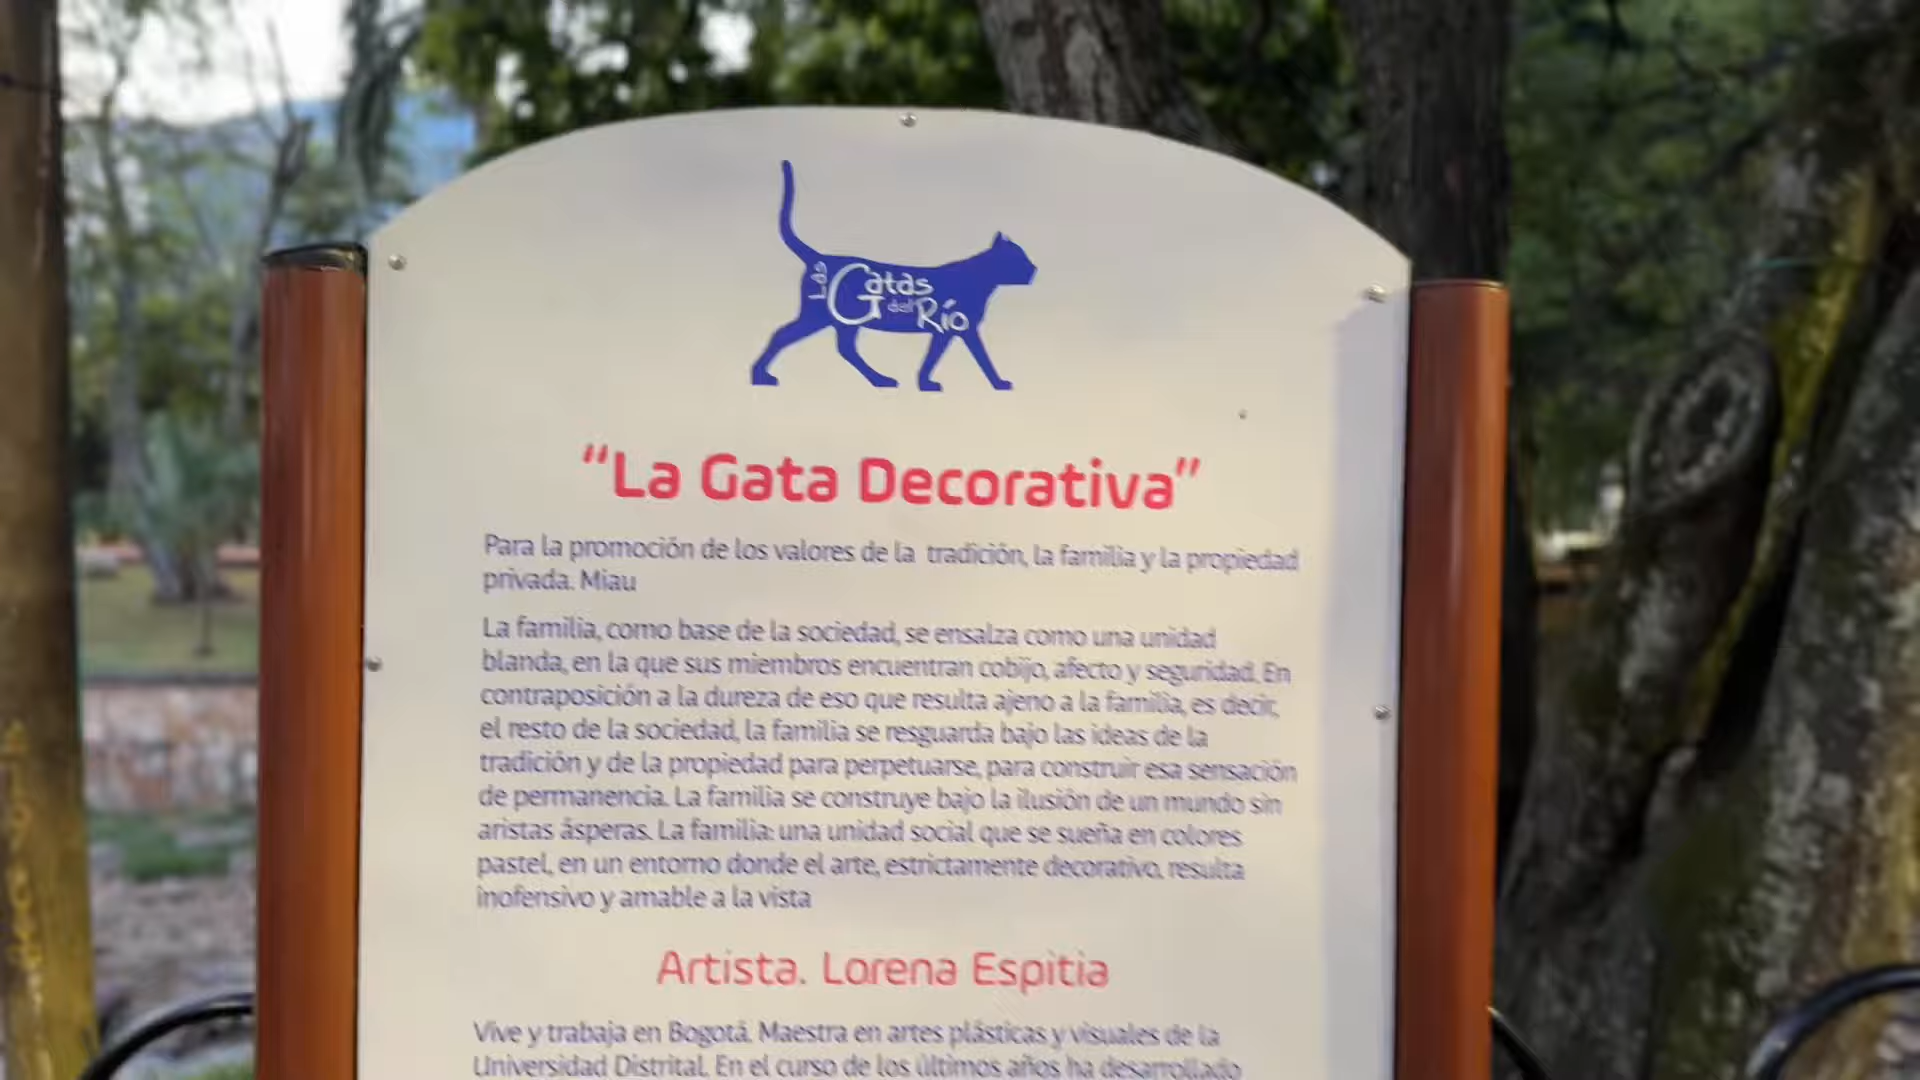 Las Gatas
del Río
“La Gata Decorativa”
Para la promoción de los valores de la tradición, la familia y la propiedad
privada. Miau
La familia, como base de la sociedad, se ensalza como una unidad
blanda, en la que sus miembros encuentran cobijo, afecto y seguridad. En
contraposición a la dureza de eso que resulta ajeno a la familia, es decir,
el resto de la sociedad, la familia se resguarda bajo las ideas de la
tradición y de la propiedad para perpetuarse, para construir esa sensación
de permanencia. La familia se construye bajo la ilusión de un mundo sin
aristas ásperas. La familia: una unidad social que se sueña en colores
pastel, en un entorno donde el arte, estrictamente decorativo, resulta
inofensivo y amable a la vista
Artista. Lorena Espitia
Vive y trabaja en Bogotá. Maestra en artes plásticas y visuales de la
Universidad Distrital. En el curso de los últimos años ha desarrollado